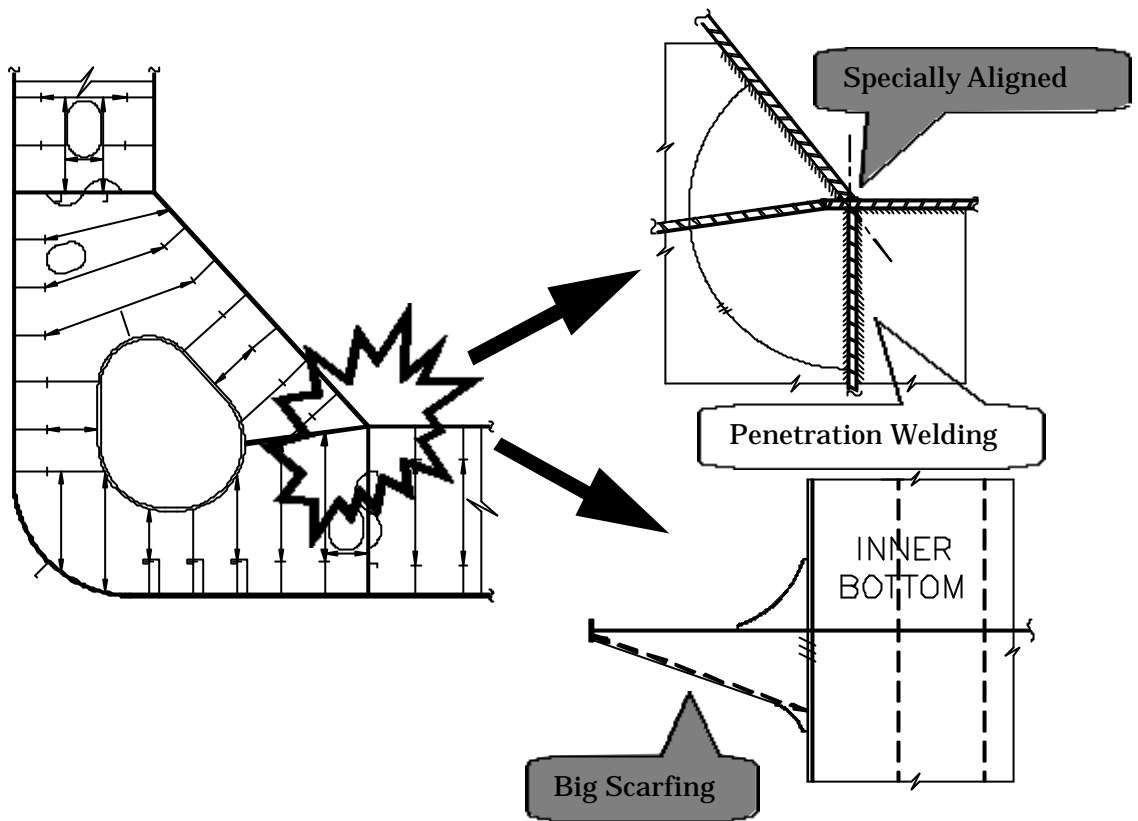 Specially Aligned
Penetration Welding
INNER
BOTTOM
Big Scarfing